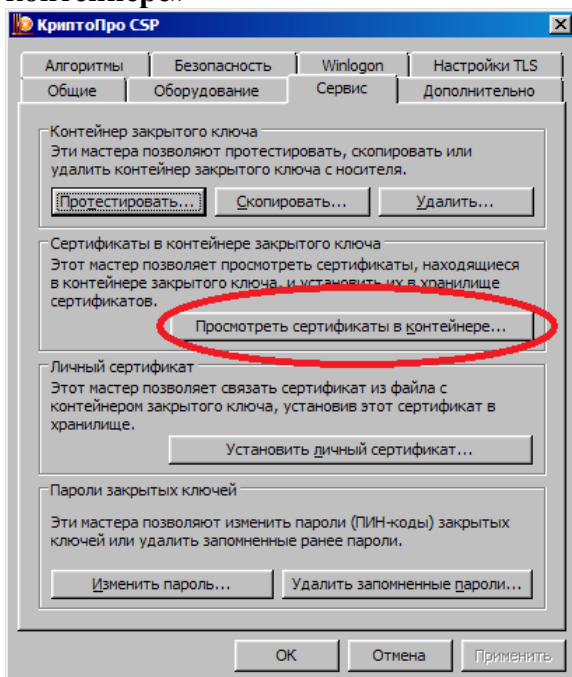 контейнере»
КриптоПро CSP
Алгоритмы Безопасность Winlogon Настройки TLS
Общие Оборудование Сервис Дополнительно
Контейнер закрытого ключа
Эти мастера позволяют протестировать, скопировать или
удалить контейнер закрытого ключа с носителя.
Протестировать... Скопировать... Удалить...
Сертификаты в контейнере закрытого ключа
Этот мастер позволяет просмотреть сертификаты, находящиеся
в контейнере закрытого ключа, и установить их в хранилище
сертификатов.
Просмотреть сертификаты в контейнере...
Личный сертификат
Этот мастер позволяет связать сертификат из файла с
контейнером закрытого ключа, установив этот сертификат в
хранилище.
Установить личный сертификат...
Пароли закрытых ключей
Эти мастера позволяют изменить пароли (ПИН-коды) закрытых
ключей или удалить запомненные ранее пароли.
Изменить пароль... Удалить запомненные пароли...
ОК Отмена Применить